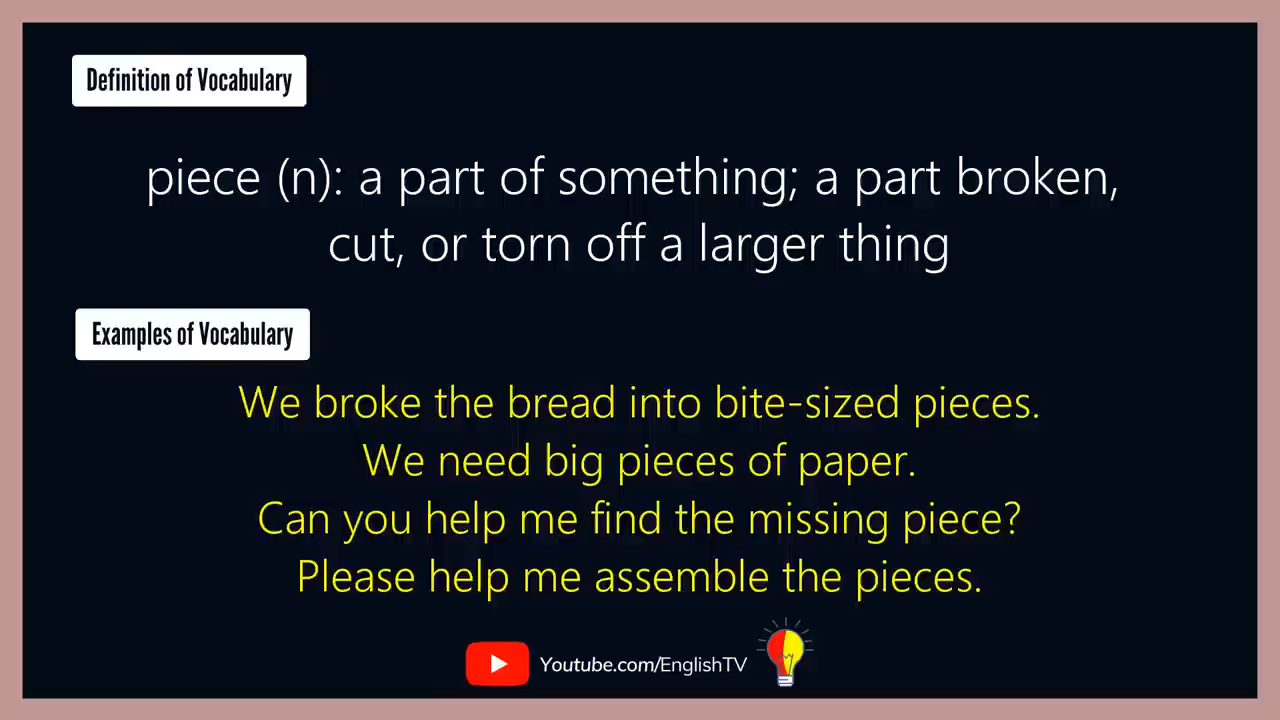 Definition of Vocabulary
piece (n): a part of something; a part broken,
cut, or torn off a larger thing
Examples of Vocabulary
We broke the bread into bite-sized pieces.
We need big pieces of paper.
Can you help me find the missing piece?
Please help me assemble the pieces.
Youtube.com/EnglishTV